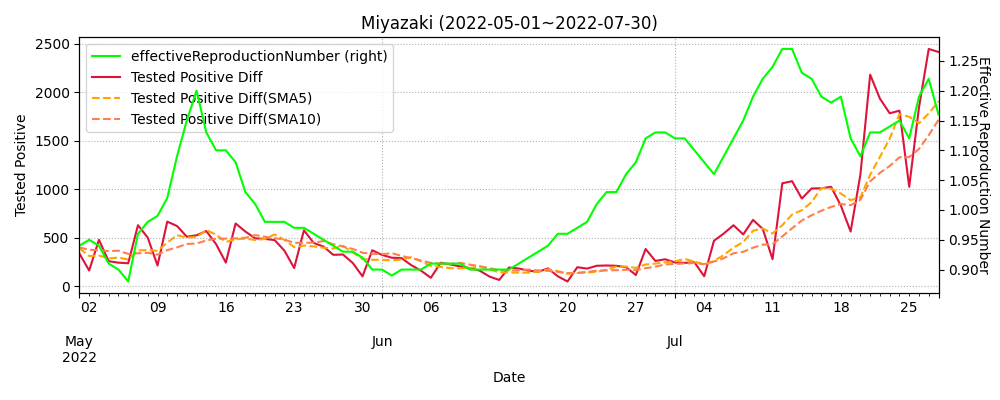 Miyazaki (2022-05-01~2022-07-30)
effectiveReproductionNumber (right)
Tested Positive Diff
Tested Positive Diff(SMA5)
Tested Positive Diff(SMA10)
Tested Positive
2500
2000
1500
1000
500
0
Effective Reproduction Number
1.25
1.20
1.15
1.10
1.05
1.00
0.95
0.90
02 09 16 23 30 06 13 20 27 04 11 18 25
May Jun Jul
2022
Date